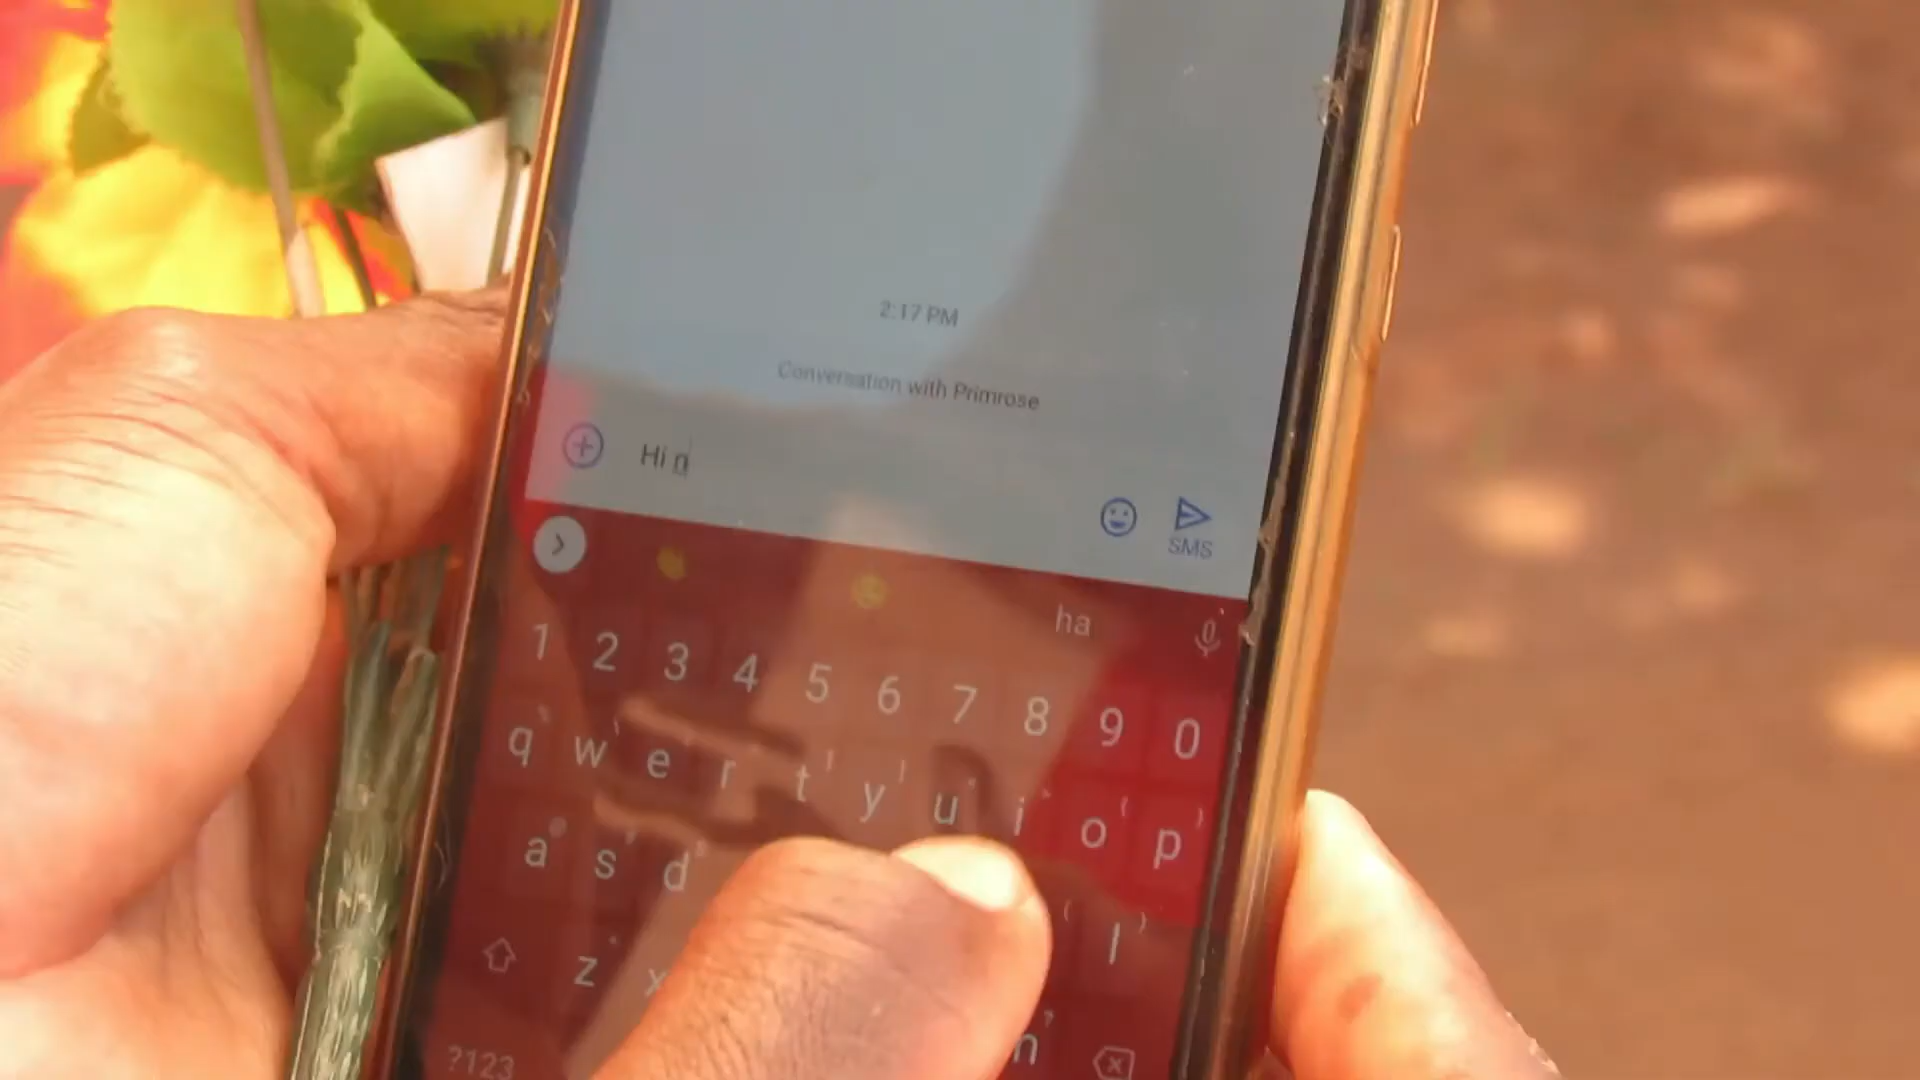 2:17 PM
Conversation with Primrose
Hi n
SMS
ha
1 2 3 4 5 6 7 8 9 0
q w e r t y u i o p
a s d l
z x n
?123